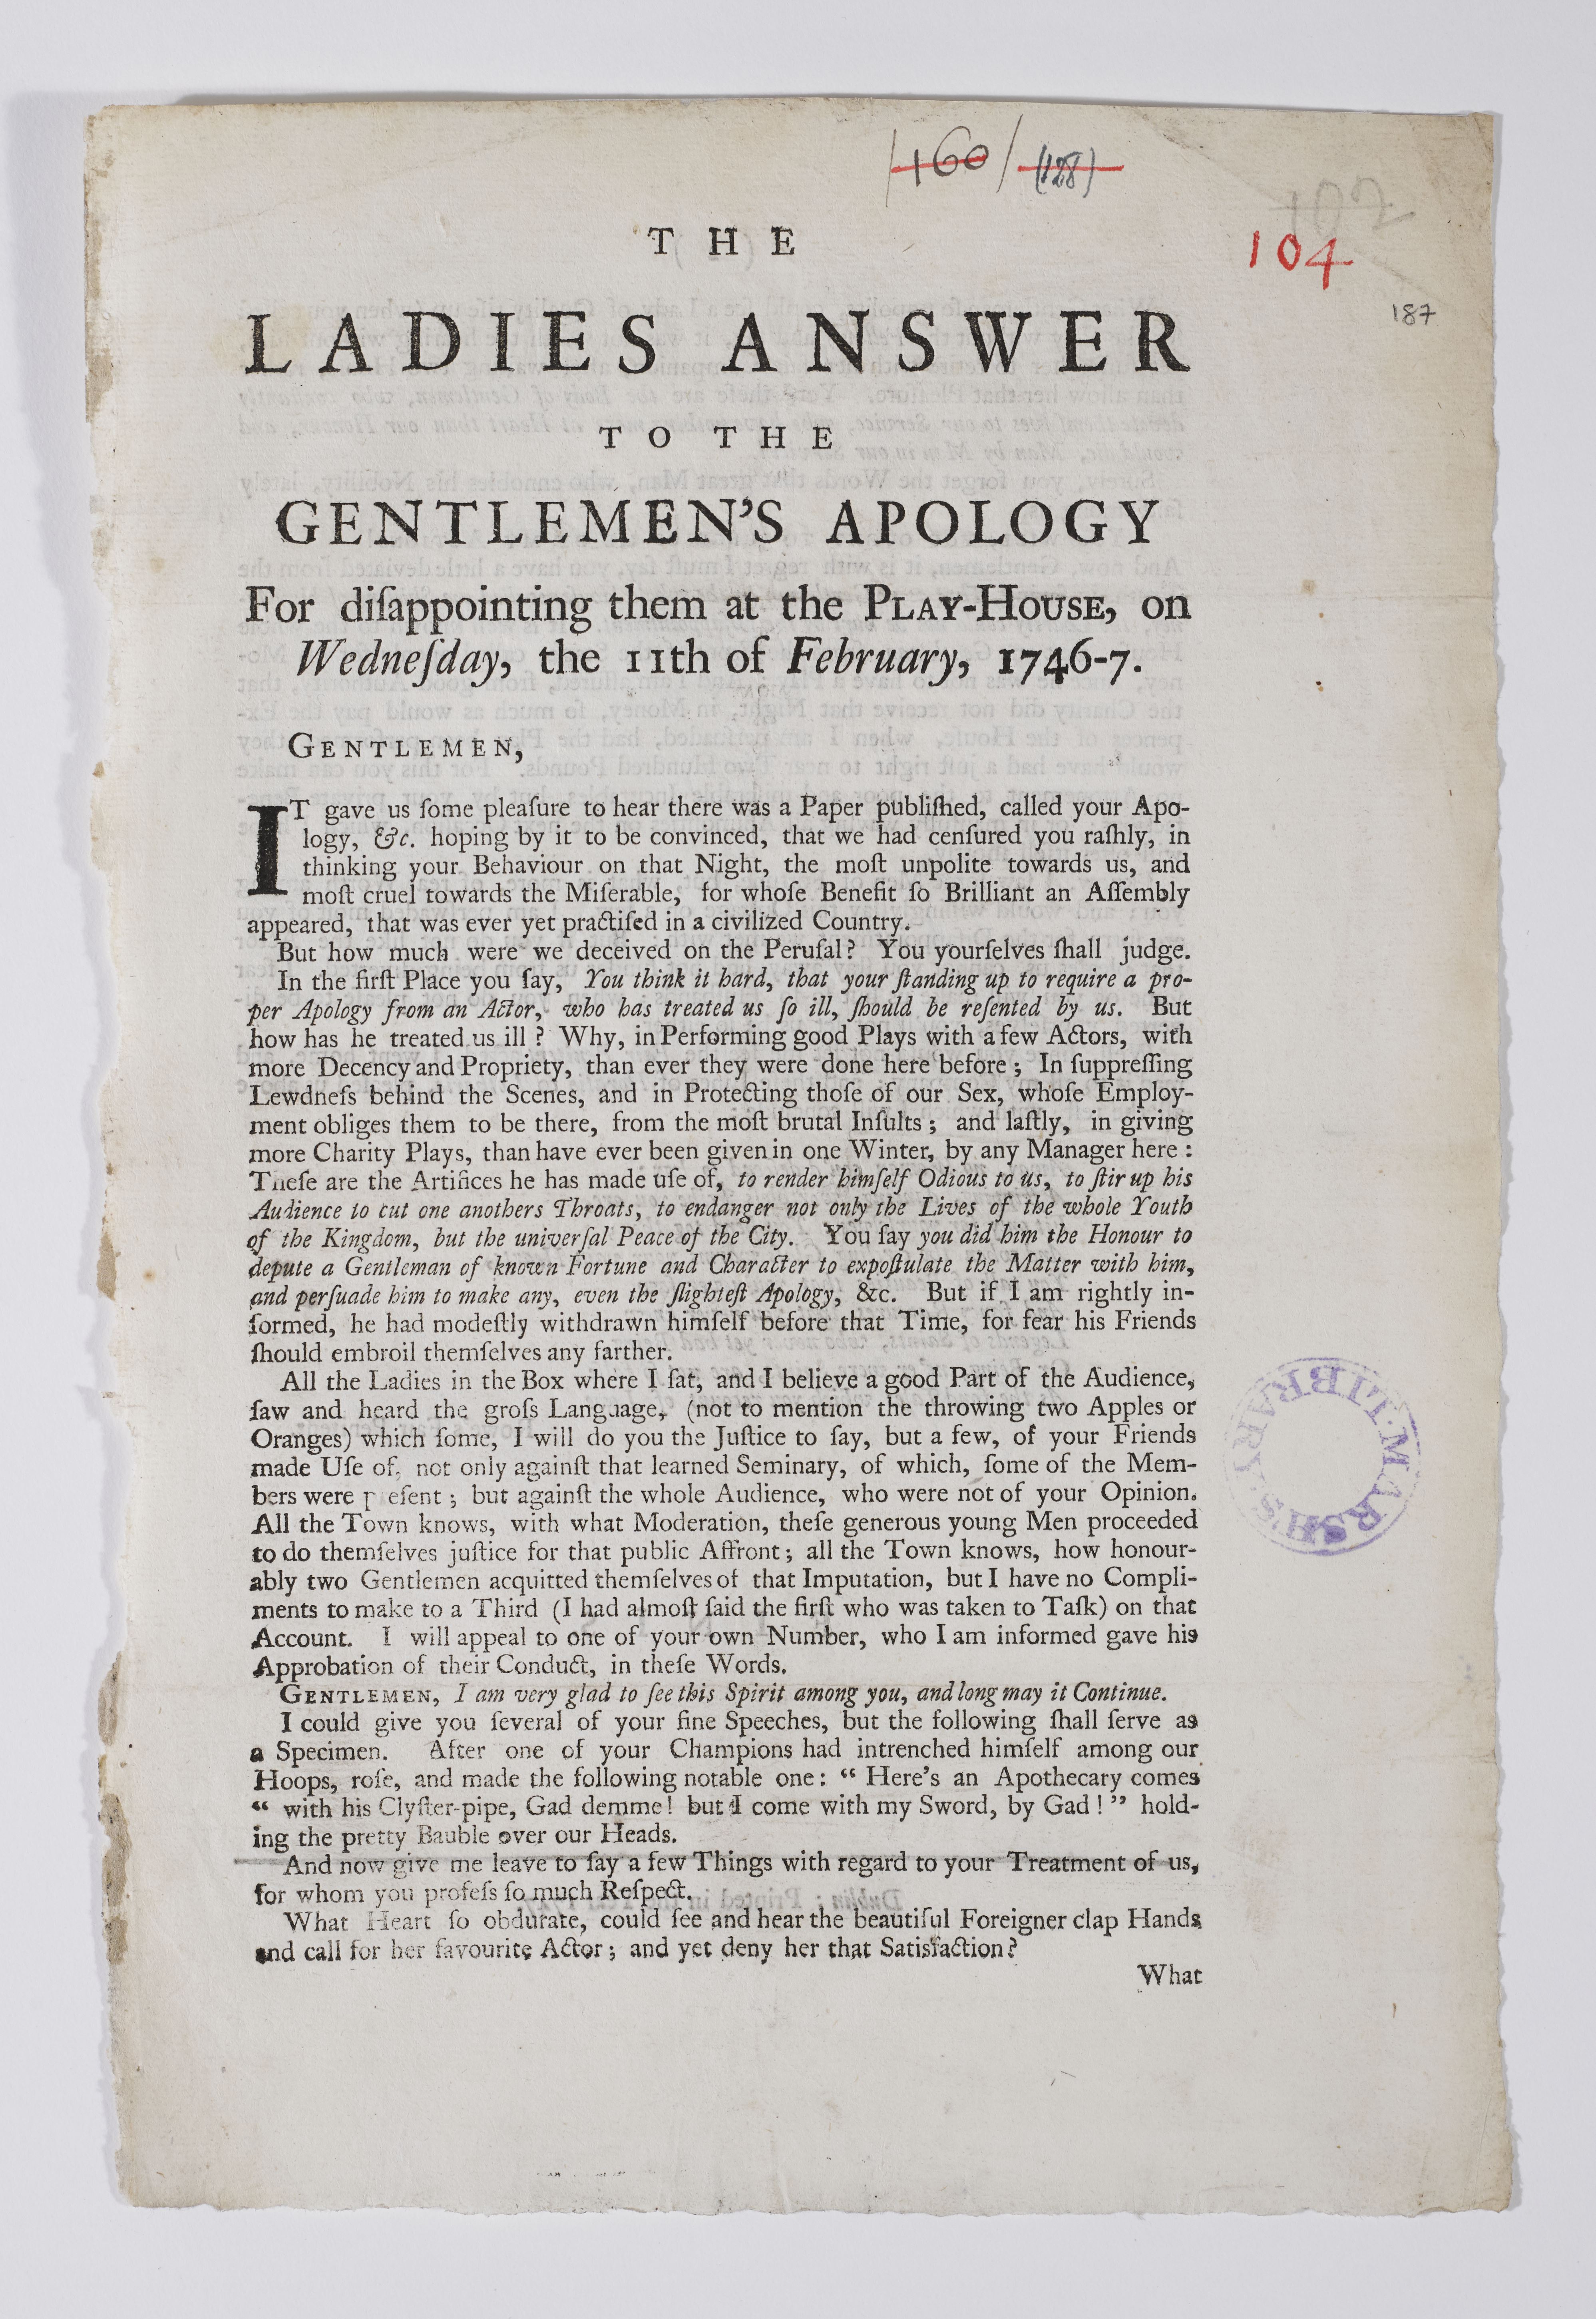 160 (128)
102
104
187
THE
LADIES ANSWER
TO THE
GENTLEMEN'S APOLOGY
For diſappointing them at the PLAY-HOUSE, on
Wedneſday, the 11th of February, 1746-7.
GENTLEMEN,
IT gave us ſome pleaſure to hear there was a Paper publiſhed, called your Apo-
logy, &c. hoping by it to be convinced, that we had cenſured you raſhly, in
thinking your Behaviour on that Night, the moſt unpolite towards us, and
moſt cruel towards the Miſerable, for whoſe Benefit ſo Brilliant an Aſſembly
appeared, that was ever yet practiſed in a civilized Country.
But how much were we deceived on the Peruſal? You yourſelves ſhall judge.
In the firſt Place you ſay, You think it hard, that your ſtanding up to require a pro-
per Apology from an Actor, who has treated us ſo ill, ſhould be reſented by us. But
how has he treated us ill? Why, in Performing good Plays with a few Actors, with
more Decency and Propriety, than ever they were done here before; In ſuppreſſing
Lewdneſs behind the Scenes, and in Protecting thoſe of our Sex, whoſe Employ-
ment obliges them to be there, from the moſt brutal Inſults; and laſtly, in giving
more Charity Plays, than have ever been given in one Winter, by any Manager here:
Theſe are the Artifices he has made uſe of, to render himſelf Odious to us, to ſtir up his
Audience to cut one anothers Throats, to endanger not only the Lives of the whole Youth
of the Kingdom, but the univerſal Peace of the City. You ſay you did him the Honour to
depute a Gentleman of known Fortune and Character to expoſtulate the Matter with him,
and perſuade him to make any, even the ſlighteſt Apology, &c. But if I am rightly in-
formed, he had modeſtly withdrawn himſelf before that Time, for fear his Friends
ſhould embroil themſelves any farther.
All the Ladies in the Box where I ſat, and I believe a good Part of the Audience,
ſaw and heard the groſs Language, (not to mention the throwing two Apples or
Oranges) which ſome, I will do you the Juſtice to ſay, but a few, of your Friends
made Uſe of, not only againſt that learned Seminary, of which, ſome of the Mem-
bers were preſent; but againſt the whole Audience, who were not of your Opinion.
All the Town knows, with what Moderation, theſe generous young Men proceeded
to do themſelves juſtice for that public Affront; all the Town knows, how honour-
ably two Gentlemen acquitted themſelves of that Imputation, but I have no Compli-
ments to make to a Third (I had almoſt ſaid the firſt who was taken to Taſk) on that
Account. I will appeal to one of your own Number, who I am informed gave his
Approbation of their Conduct, in theſe Words.
GENTLEMEN, I am very glad to ſee this Spirit among you, and long may it Continue.
I could give you ſeveral of your fine Speeches, but the following ſhall ſerve as
a Specimen. After one of your Champions had intrenched himſelf among our
Hoops, roſe, and made the following notable one: “ Here's an Apothecary comes
“ with his Clyſter-pipe, Gad demme! but I come with my Sword, by Gad!” hold-
ing the pretty Bauble over our Heads.
And now give me leave to ſay a few Things with regard to your Treatment of us,
for whom you profeſs ſo much Reſpect.
What Heart ſo obdurate, could ſee and hear the beautiful Foreigner clap Hands
and call for her favourite Actor; and yet deny her that Satisfaction?
What
MARSH'S LIBRARY